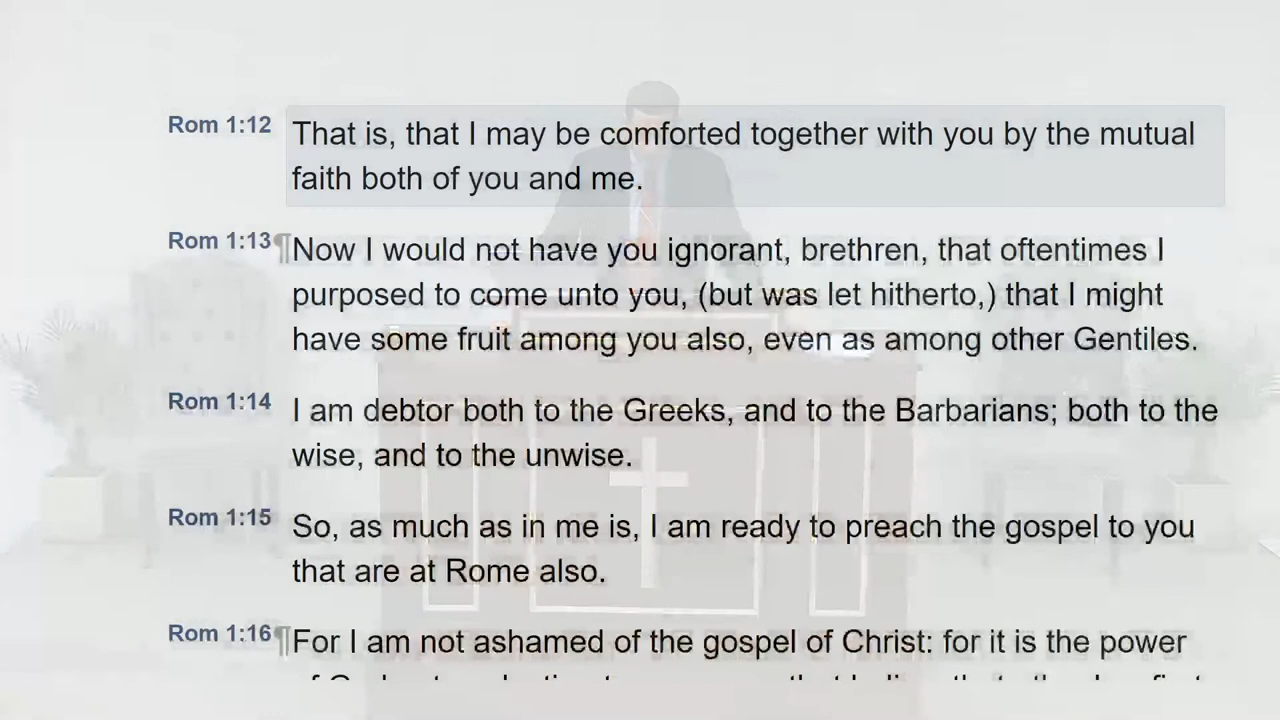 Rom 1:12 That is, that I may be comforted together with you by the mutual
faith both of you and me.
Rom 1:13 ¶Now I would not have you ignorant, brethren, that oftentimes I
purposed to come unto you, (but was let hitherto,) that I might
have some fruit among you also, even as among other Gentiles.
Rom 1:14 I am debtor both to the Greeks, and to the Barbarians; both to the
wise, and to the unwise.
Rom 1:15 So, as much as in me is, I am ready to preach the gospel to you
that are at Rome also.
Rom 1:16 ¶For I am not ashamed of the gospel of Christ: for it is the power